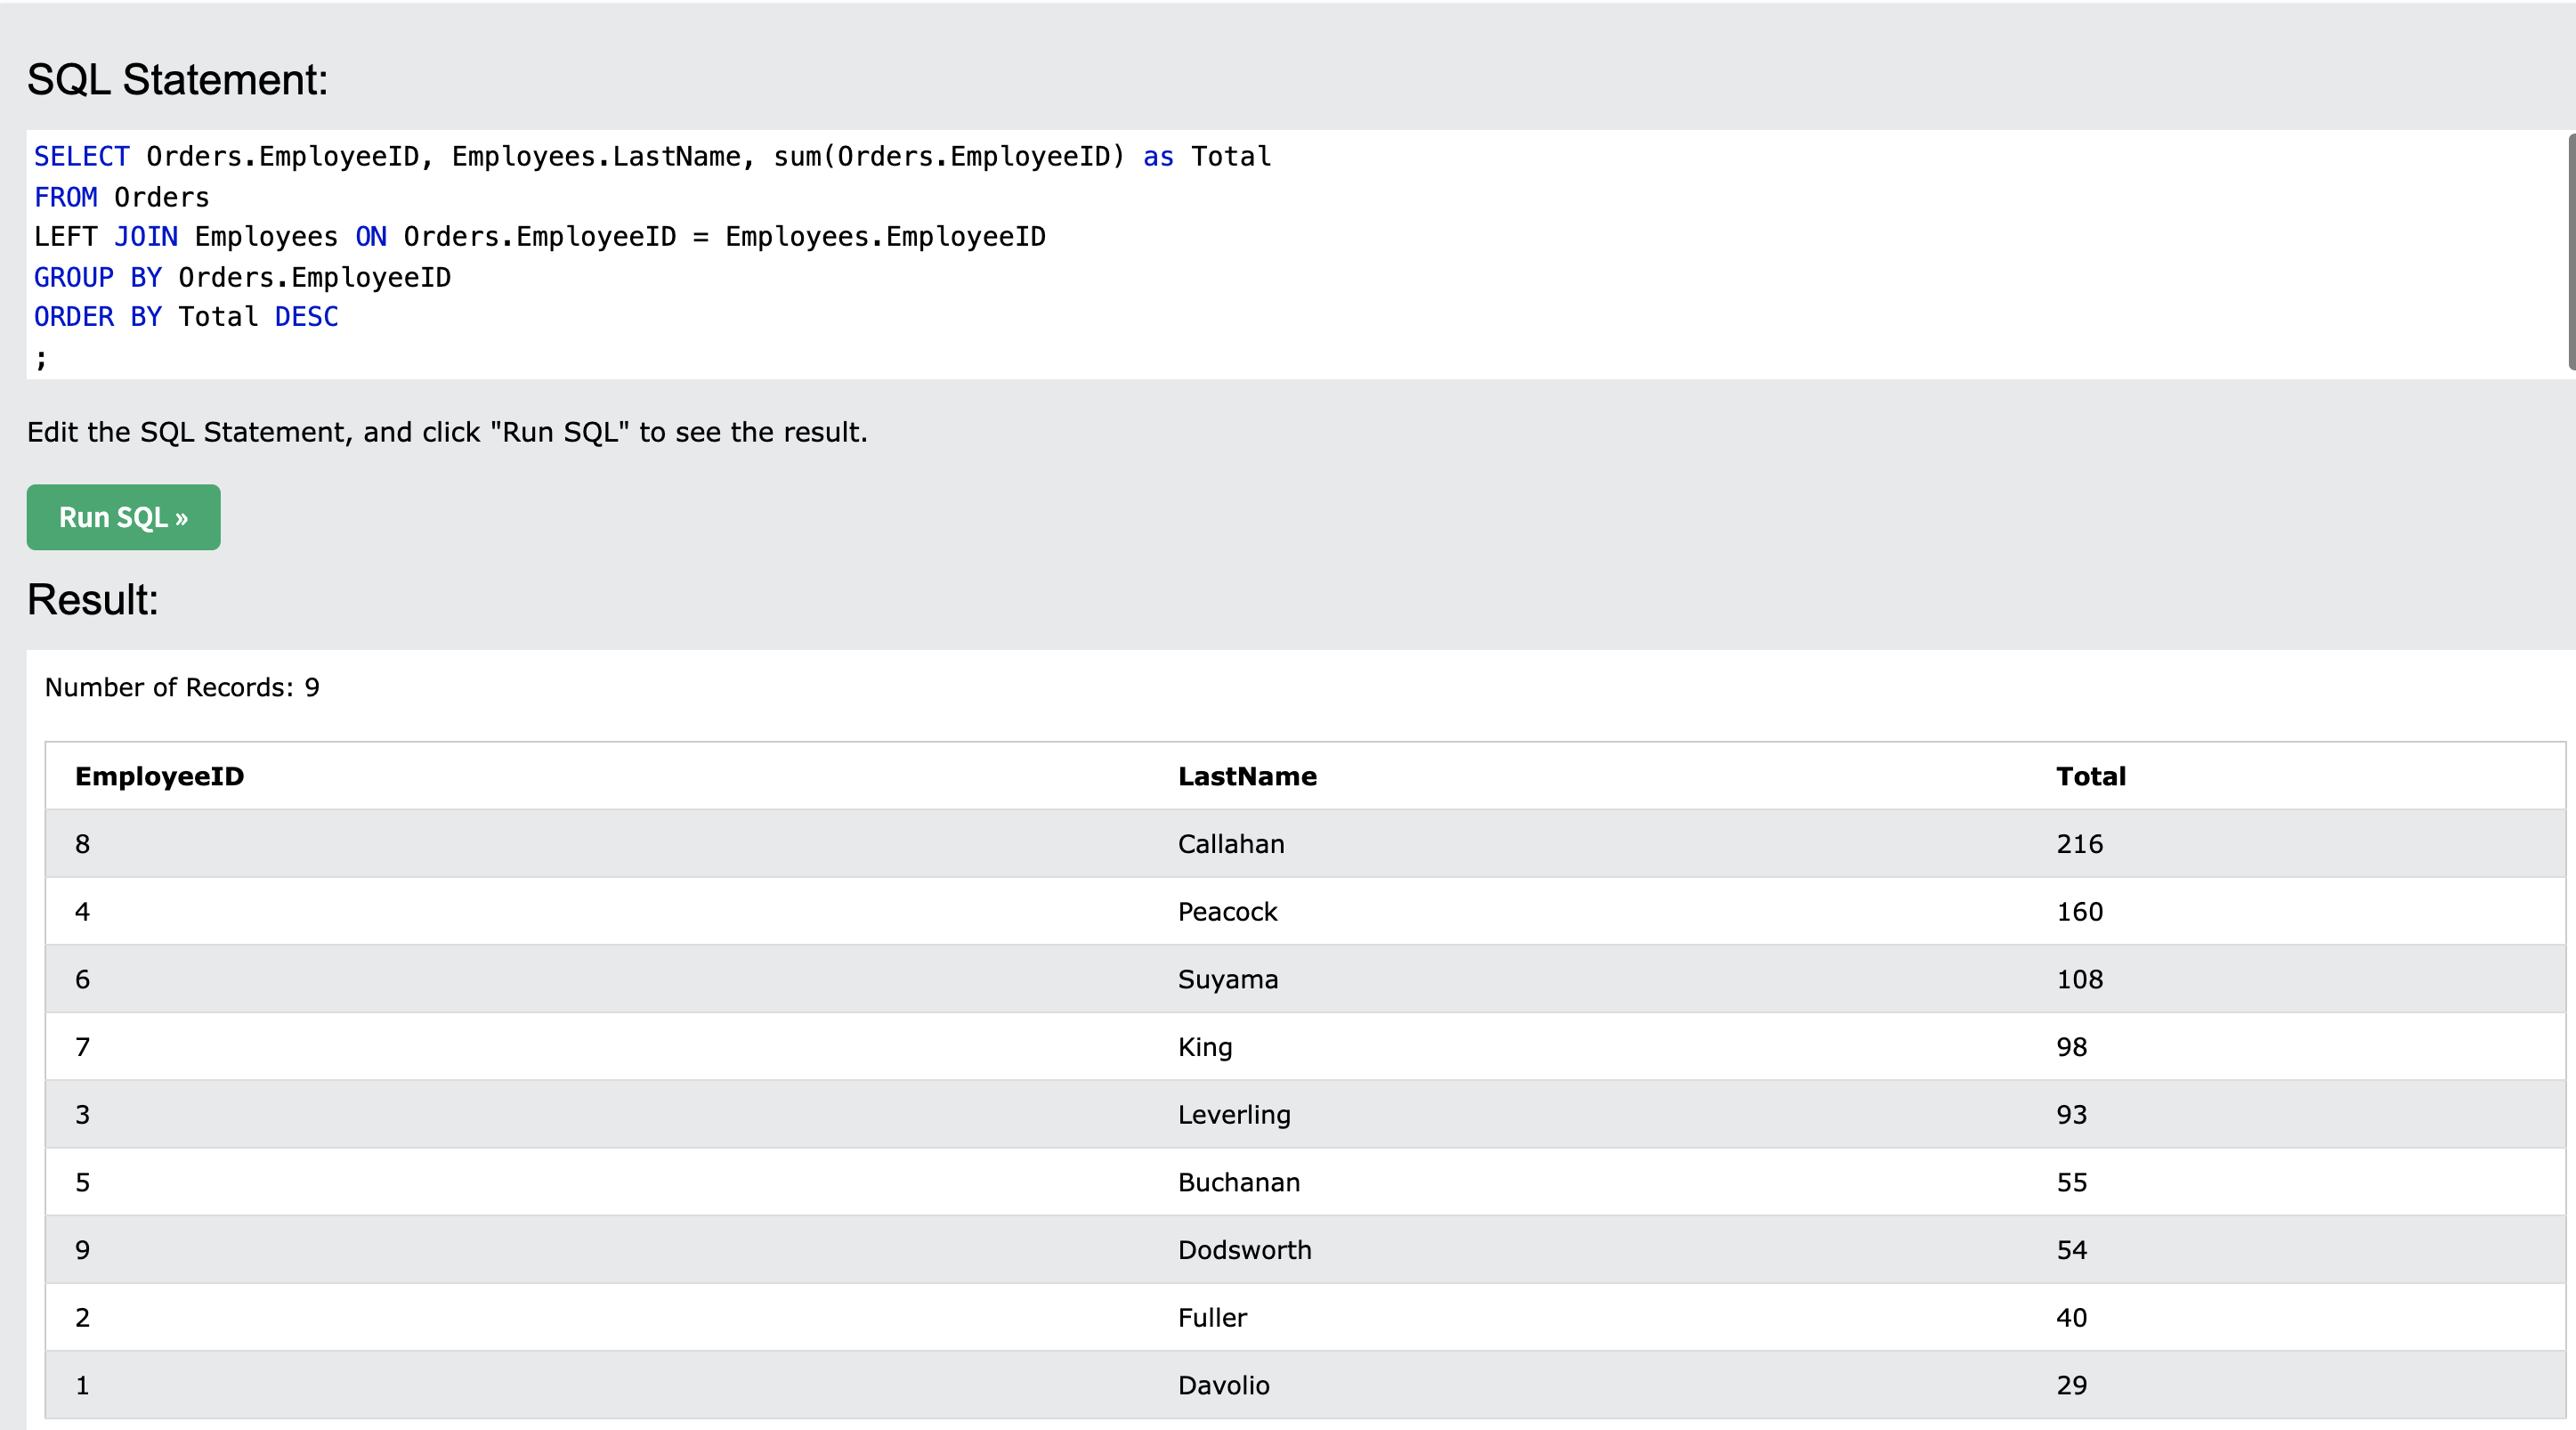 SQL Statement:
SELECT Orders.EmployeeID, Employees.LastName, sum(Orders.EmployeeID) as Total
FROM Orders
LEFT JOIN Employees ON Orders.EmployeeID = Employees.EmployeeID
GROUP BY Orders.EmployeeID
ORDER BY Total DESC
;
Edit the SQL Statement, and click "Run SQL" to see the result.
Run SQL »
Result:
Number of Records: 9
EmployeeID LastName Total
8 Callahan 216
4 Peacock 160
6 Suyama 108
7 King 98
3 Leverling 93
5 Buchanan 55
9 Dodsworth 54
2 Fuller 40
1 Davolio 29